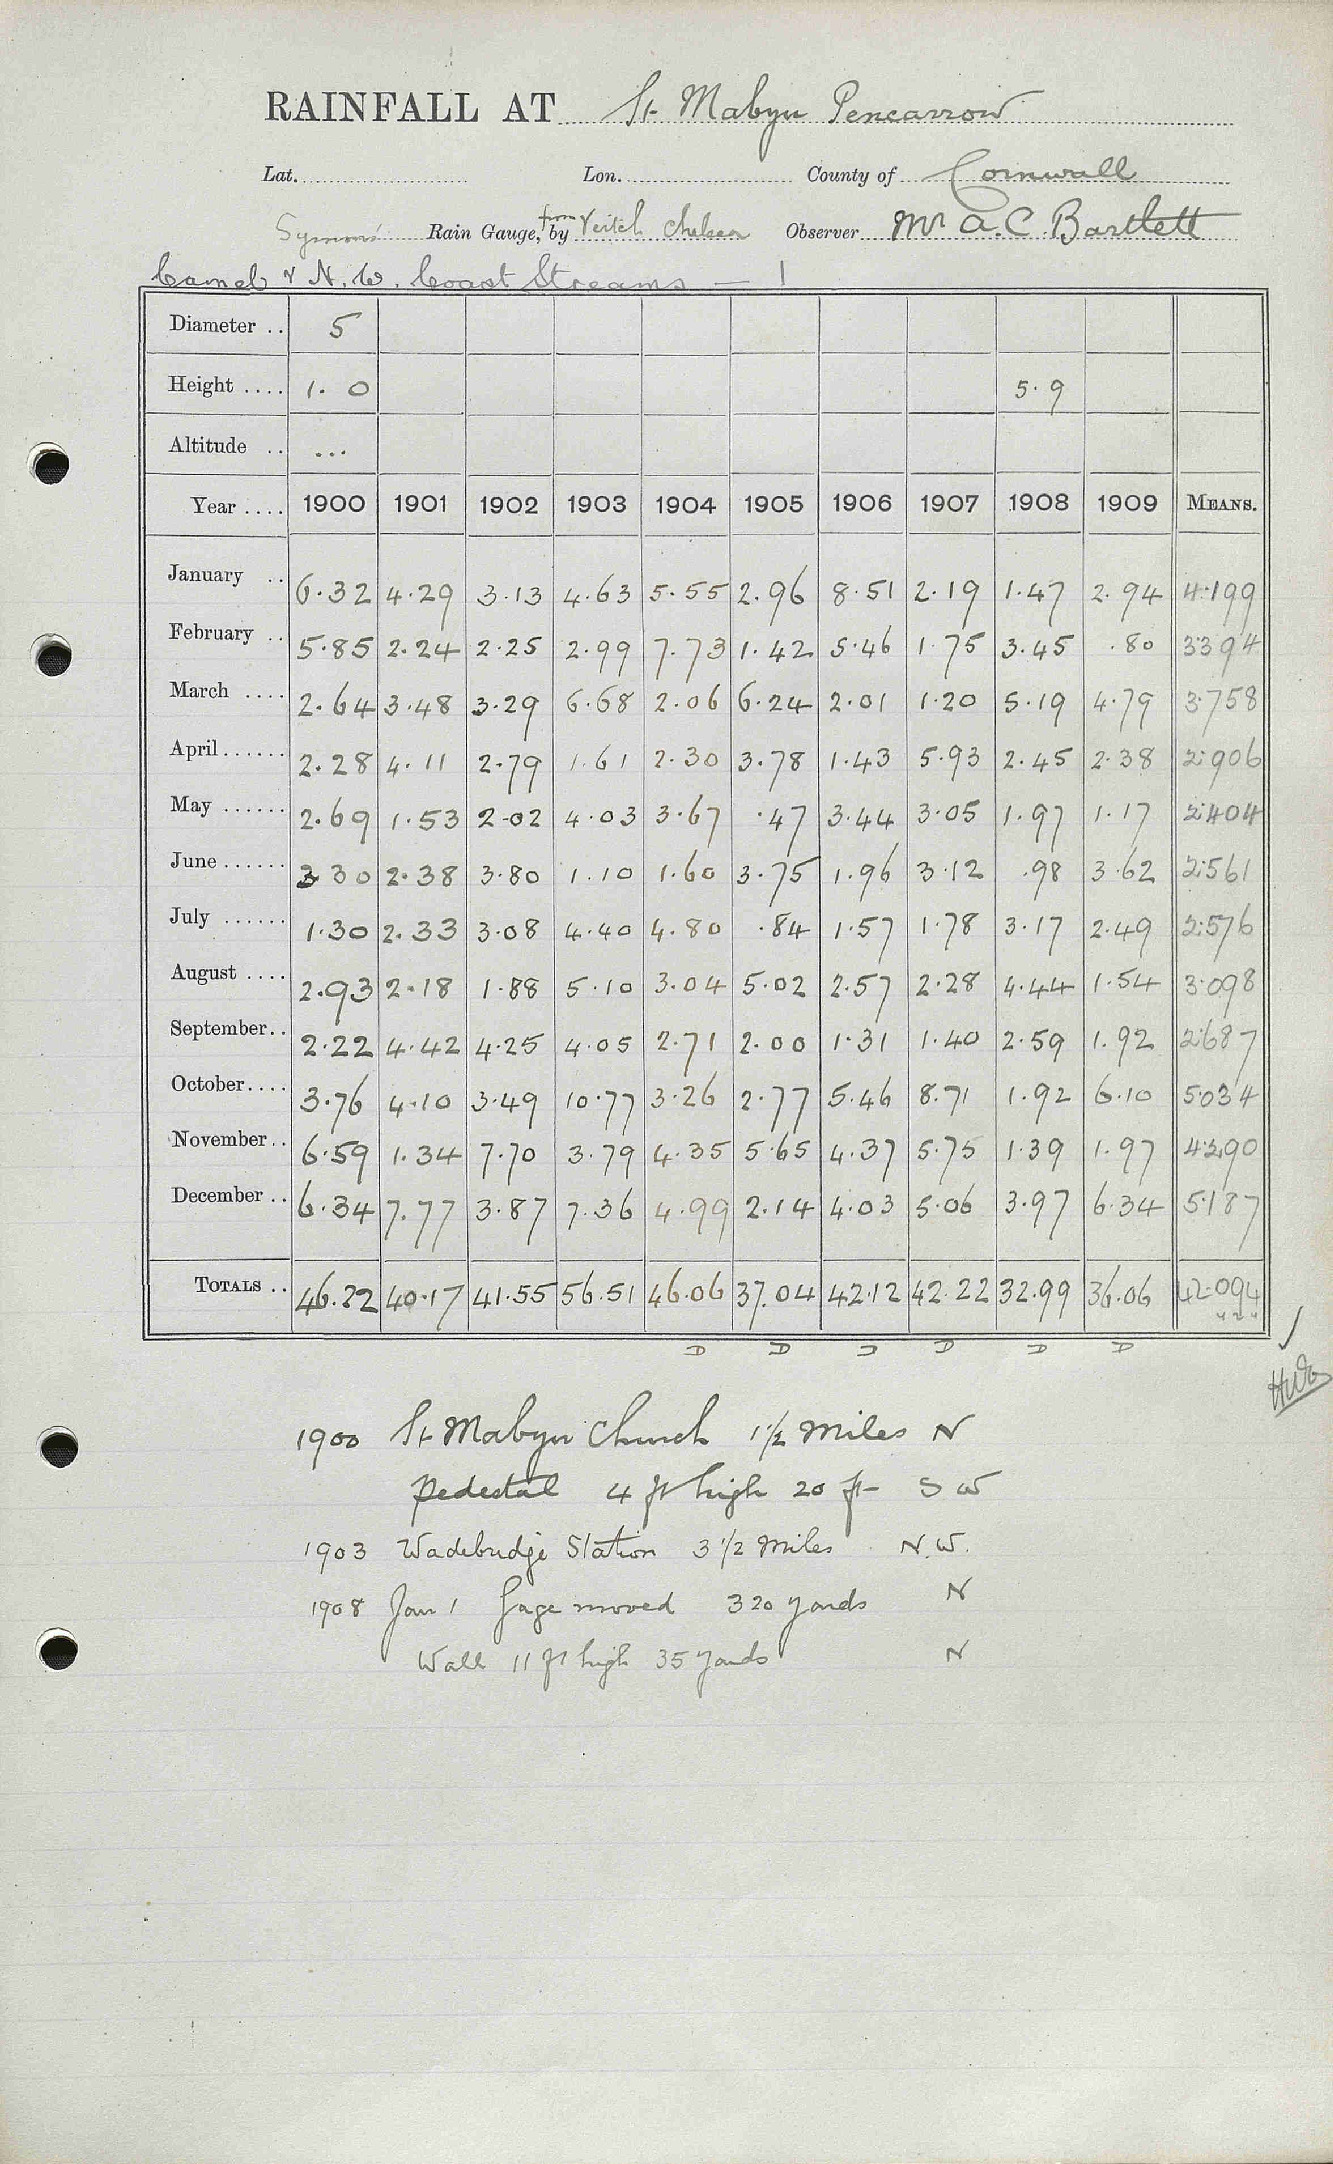 RAINFALL AT St. Mabyn Pencarrow
Lat. Lon. County of Cornwall
Symons' Rain Gauge, from by Veitch Chelsea Observer Mr A. C. Bartlett
Camel & N. W. Coast Streams — 1
Diameter .. 5
Height .... 1. 0 5.9
Altitude .. ...
Year .... 1900 1901 1902 1903 1904 1905 1906 1907 1908 1909 MEANS.
January .. 6.32 4.29 3.13 4.63 5.55 2.96 8.51 2.19 1.47 2.94 4.199
February .. 5.85 2.24 2.25 2.99 7.73 1.42 5.46 1.75 3.45 .80 3.394
March .... 2.64 3.48 3.29 6.68 2.06 6.24 2.01 1.20 5.19 4.79 3.758
April ...... 2.28 4.11 2.79 1.61 2.30 3.78 1.43 5.93 2.45 2.38 2.906
May ...... 2.69 1.53 2.02 4.03 3.67 .47 3.44 3.05 1.97 1.17 2.404
June ...... 3.30 2.38 3.80 1.10 1.60 3.75 1.96 3.12 .98 3.62 2.561
July ...... 1.30 2.33 3.08 4.40 4.80 .84 1.57 1.78 3.17 2.49 2.576
August .... 2.93 2.18 1.88 5.10 3.04 5.02 2.57 2.28 4.44 1.54 3.098
September .. 2.22 4.42 4.25 4.05 2.71 2.00 1.31 1.40 2.59 1.92 2.687
October .... 3.76 4.10 3.49 10.77 3.26 2.77 5.46 8.71 1.92 6.10 5.034
November .. 6.59 1.34 7.70 3.79 4.35 5.65 4.37 5.75 1.39 1.97 4.290
December .. 6.34 7.77 3.87 7.36 4.99 2.14 4.03 5.06 3.97 6.34 5.187
TOTALS .. 46.22 40.17 41.55 56.51 46.06 37.04 42.12 42.22 32.99 36.06 42.094
D D D D D D
1900 St Mabyn Church 1½ Miles N
Pedestal 4 ft high 20 ft SW
1903 Wadebridge Station 3 1/2 Miles N.W.
1908 Jan 1 Gage moved 320 yards N
Wall 11 ft high 35 yards N